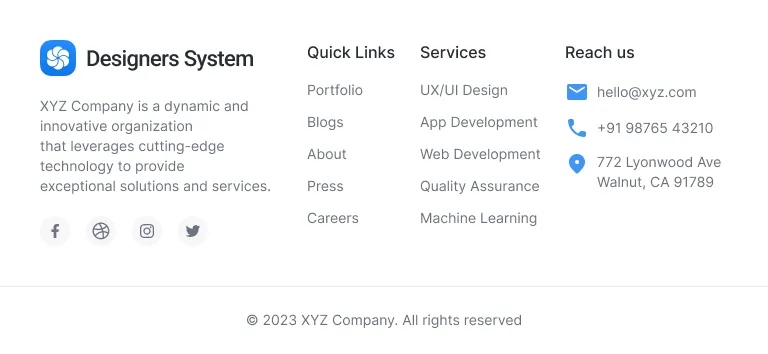 Designers System
XYZ Company is a dynamic and
innovative organization
that leverages cutting-edge
technology to provide
exceptional solutions and services.
Quick Links
Portfolio
Blogs
About
Press
Careers
Services
UX/UI Design
App Development
Web Development
Quality Assurance
Machine Learning
Reach us
hello@xyz.com
+91 98765 43210
772 Lyonwood Ave
Walnut, CA 91789
© 2023 XYZ Company. All rights reserved